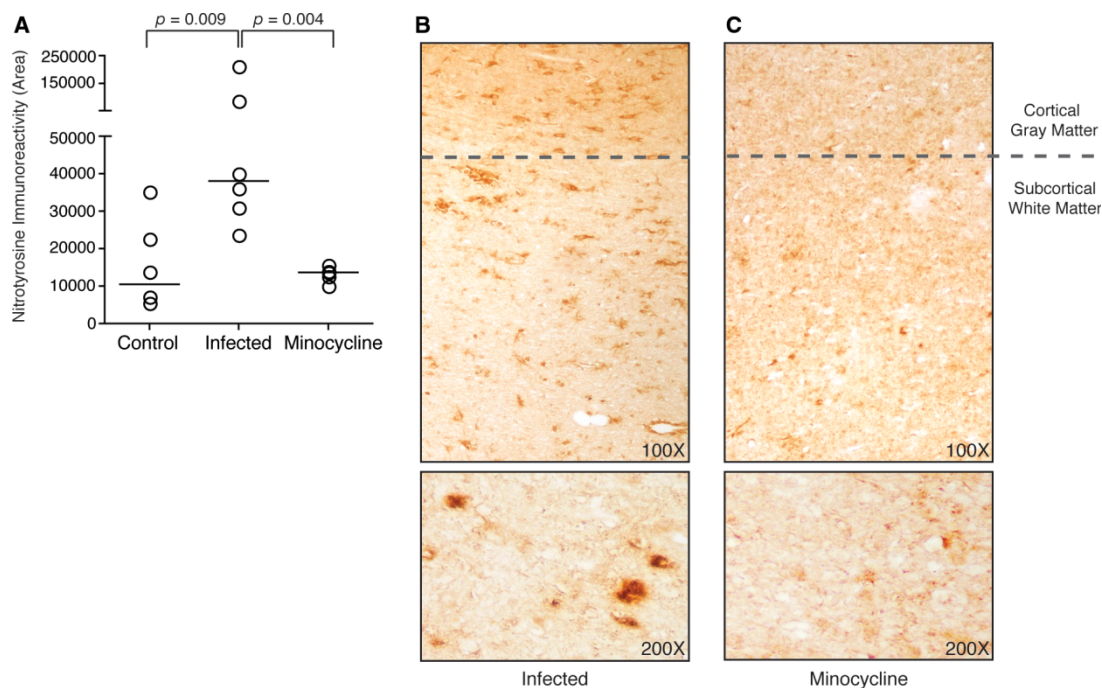 A
p = 0.009
p = 0.004
Nitrotyrosine Immunoreactivity (Area)
250000
150000
50000
40000
30000
20000
10000
0
Control
Infected
Minocycline
B
100X
200X
Infected
C
100X
200X
Minocycline
Cortical
Gray Matter
Subcortical
White Matter